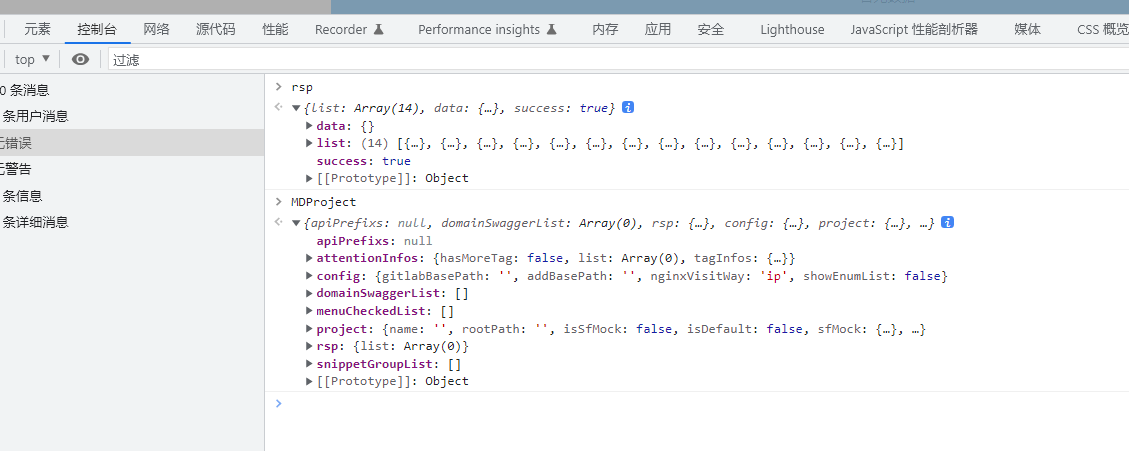 元素 控制台 网络 源代码 性能 Recorder Performance insights 内存 应用 安全 Lighthouse JavaScript 性能剖析器 媒体 CSS 概览
top ▼ 过滤
0 条消息
条用户消息
无错误
无警告
条信息
条详细消息
rsp
{list: Array(14), data: {…}, success: true}
data: {}
list: (14) [{…}, {…}, {…}, {…}, {…}, {…}, {…}, {…}, {…}, {…}, {…}, {…}, {…}, {…}]
success: true
[[Prototype]]: Object
MDProject
{apiPrefixs: null, domainSwaggerList: Array(0), rsp: {…}, config: {…}, project: {…}, …}
apiPrefixs: null
attentionInfos: {hasMoreTag: false, list: Array(0), tagInfos: {…}}
config: {gitlabBasePath: '', addBasePath: '', nginxVisitWay: 'ip', showEnumList: false}
domainSwaggerList: []
menuCheckedList: []
project: {name: '', rootPath: '', isSfMock: false, isDefault: false, sfMock: {…}, …}
rsp: {list: Array(0)}
snippetGroupList: []
[[Prototype]]: Object